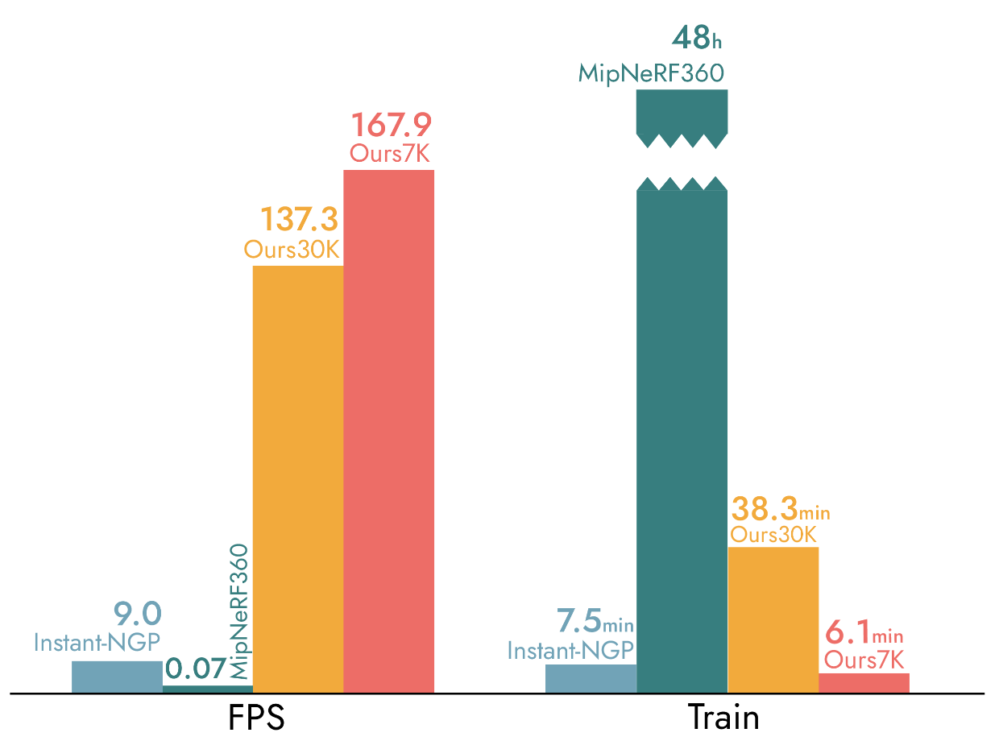 167.9
Ours7K
137.3
Ours30K
9.0
Instant-NGP
0.07
MipNeRF360
FPS
48h
MipNeRF360
38.3min
Ours30K
7.5min
Instant-NGP
6.1min
Ours7K
Train